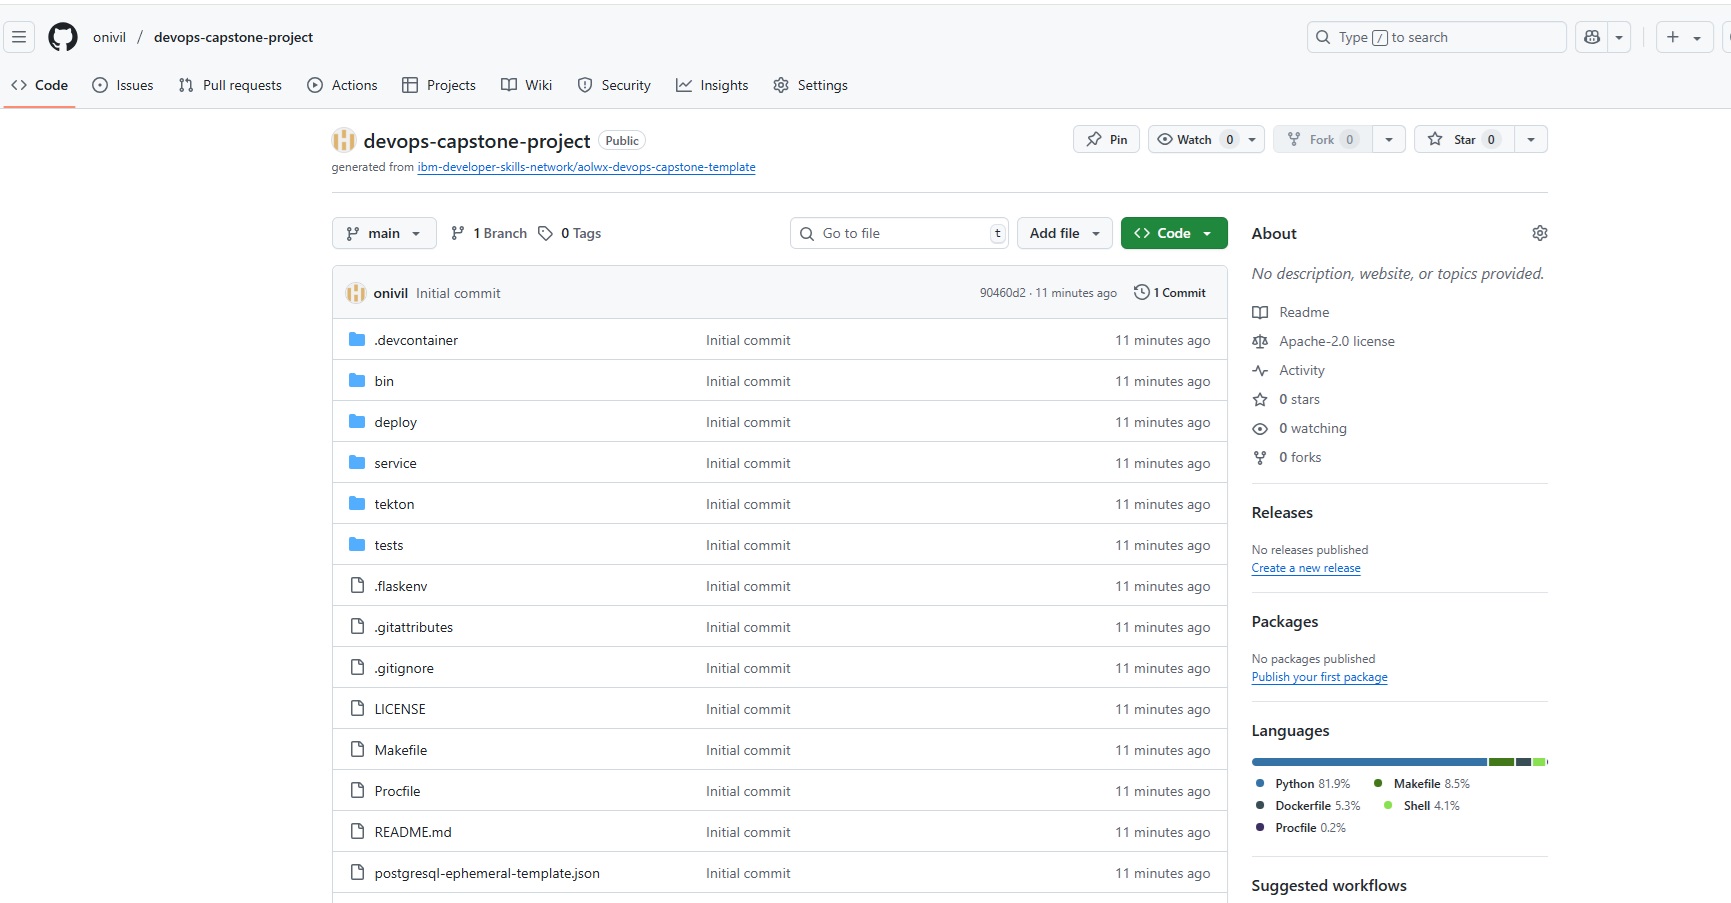 onivil / devops-capstone-project
Type / to search
Code Issues Pull requests Actions Projects Wiki Security Insights Settings
devops-capstone-project Public
Pin Watch 0 Fork 0 Star 0
generated from ibm-developer-skills-network/aolwx-devops-capstone-template
main 1 Branch 0 Tags Go to file t Add file Code
onivil Initial commit 90460d2 · 11 minutes ago 1 Commit
.devcontainer Initial commit 11 minutes ago
bin Initial commit 11 minutes ago
deploy Initial commit 11 minutes ago
service Initial commit 11 minutes ago
tekton Initial commit 11 minutes ago
tests Initial commit 11 minutes ago
.flaskenv Initial commit 11 minutes ago
.gitattributes Initial commit 11 minutes ago
.gitignore Initial commit 11 minutes ago
LICENSE Initial commit 11 minutes ago
Makefile Initial commit 11 minutes ago
Procfile Initial commit 11 minutes ago
README.md Initial commit 11 minutes ago
postgresql-ephemeral-template.json Initial commit 11 minutes ago
About
No description, website, or topics provided.
Readme
Apache-2.0 license
Activity
0 stars
0 watching
0 forks
Releases
No releases published
Create a new release
Packages
No packages published
Publish your first package
Languages
Python 81.9% Makefile 8.5%
Dockerfile 5.3% Shell 4.1%
Procfile 0.2%
Suggested workflows